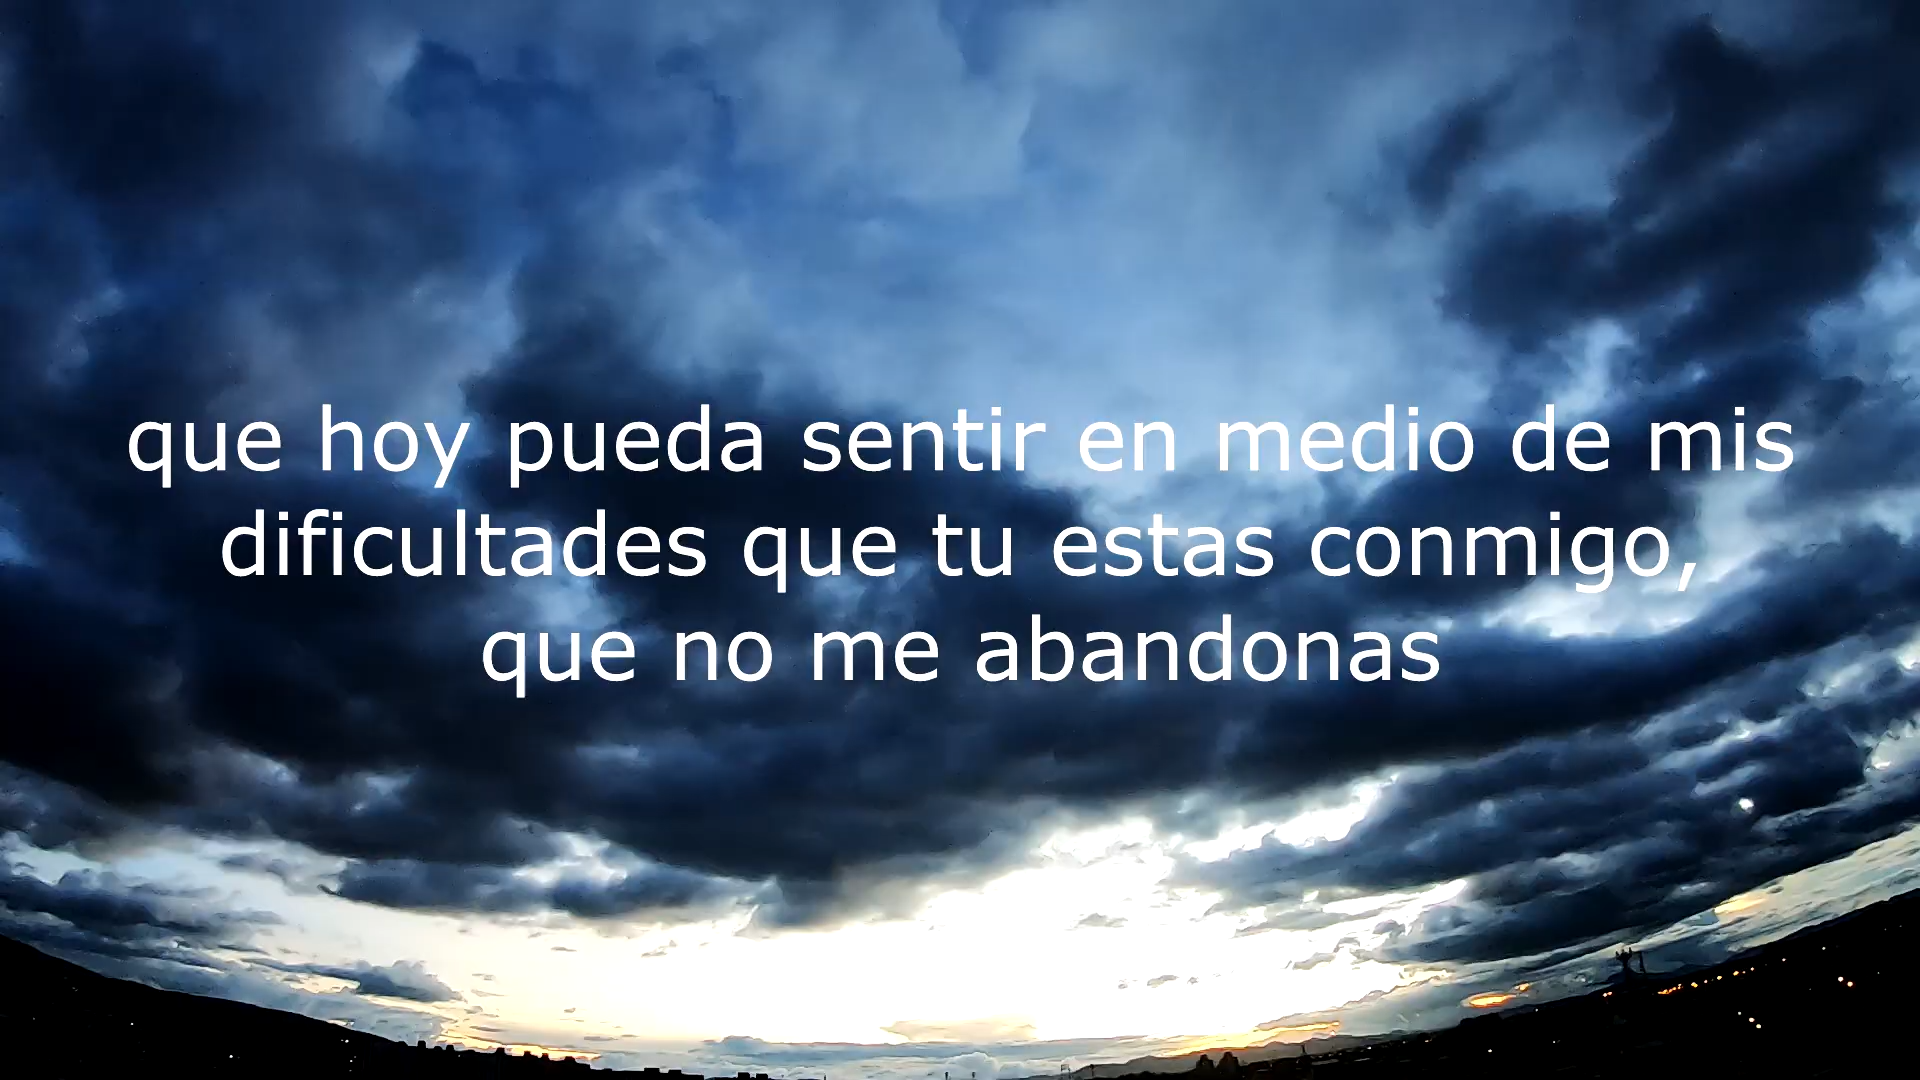 que hoy pueda sentir en medio de mis
dificultades que tu estas conmigo,
que no me abandonas